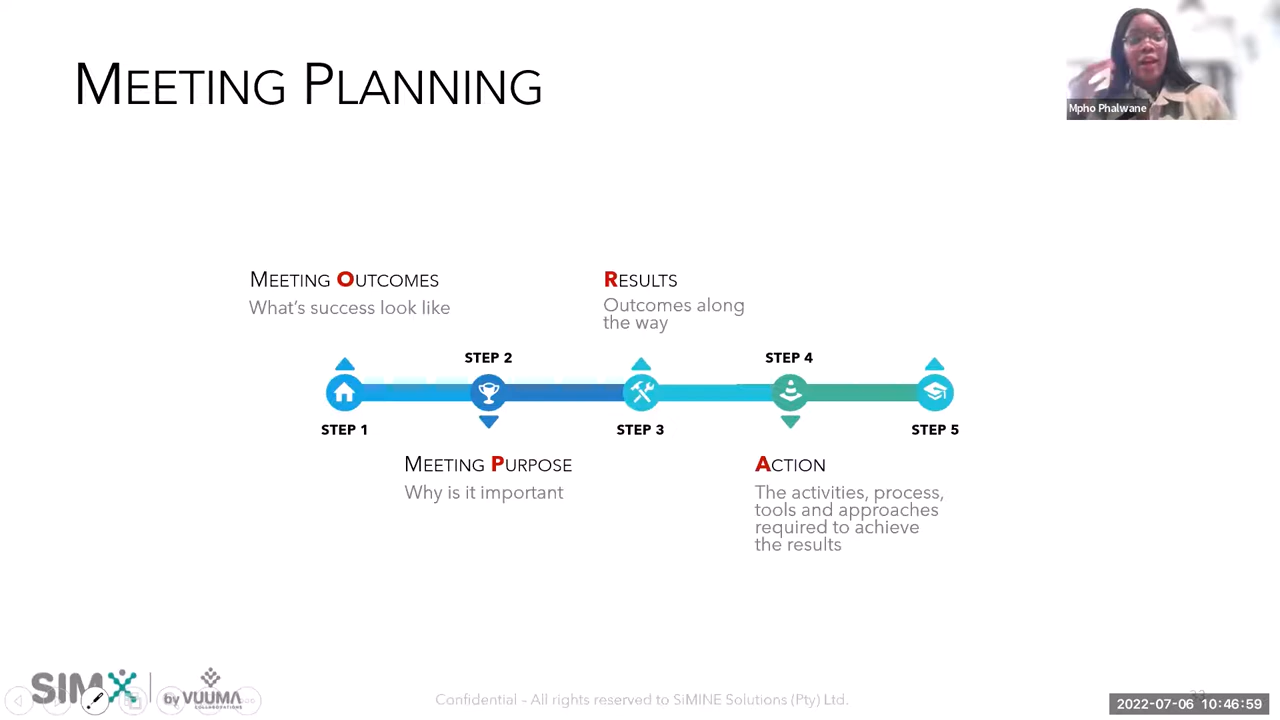 MEETING PLANNING
Mpho Phalwane
MEETING OUTCOMES
What's success look like
RESULTS
Outcomes along
the way
STEP 2
STEP 4
STEP 1
STEP 3
STEP 5
MEETING PURPOSE
Why is it important
ACTION
The activities, process,
tools and approaches
required to achieve
the results
SIMX
by VUUMA
COLLABORATIONS
Confidential – All rights reserved to SiMINE Solutions (Pty) Ltd.
2022-07-06 10:46:59